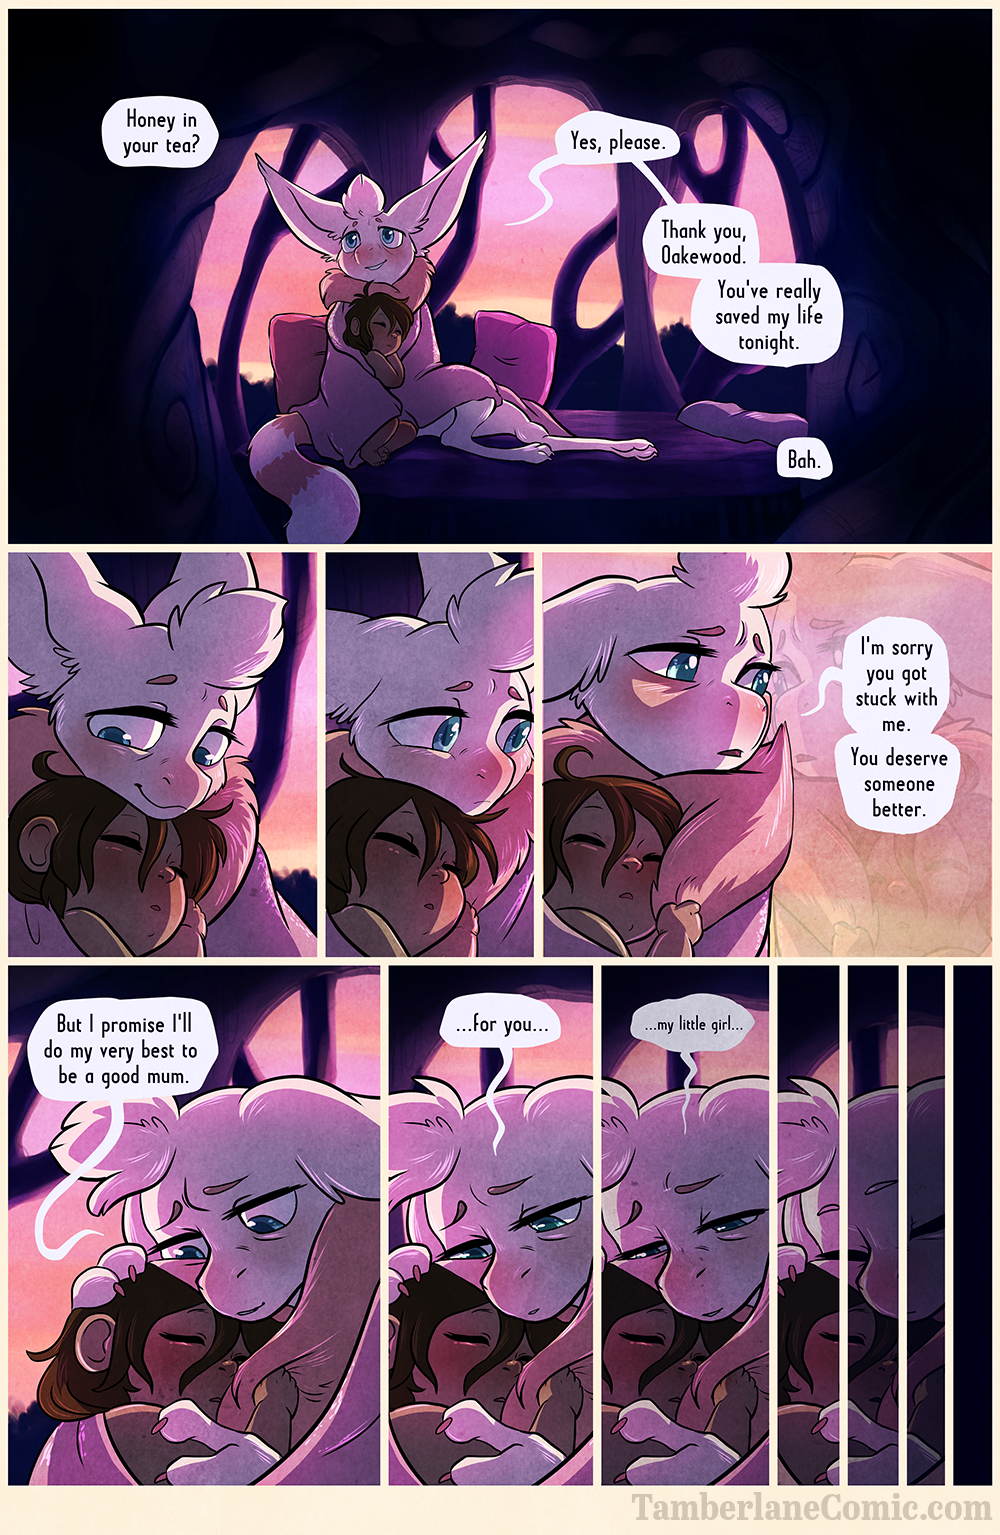 Honey in
your tea?
Yes, please.
Thank you,
Oakewood.
You've really
saved my life
tonight.
Bah.
I'm sorry
you got
stuck with
me.
You deserve
someone
better.
But I promise I'll
do my very best to
be a good mum.
...for you...
...my little girl...
TamberlaneComic.com